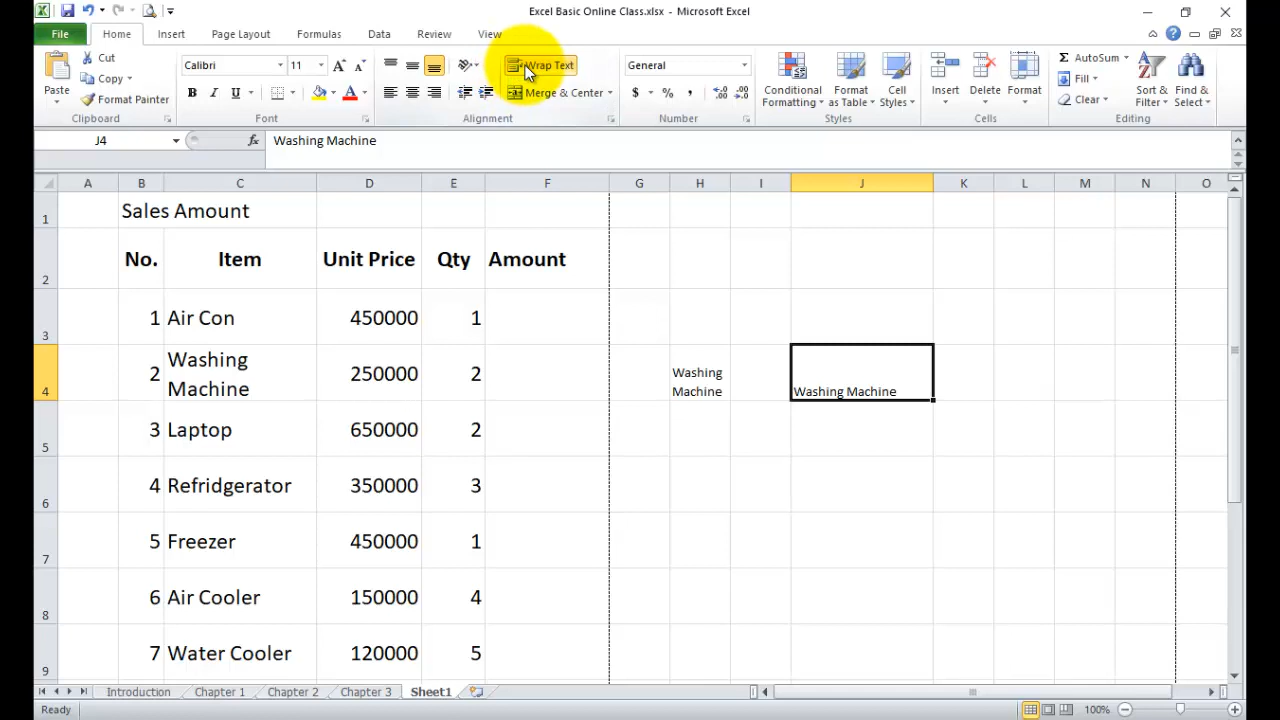 Excel Basic Online Class.xlsx - Microsoft Excel
File Home Insert Page Layout Formulas Data Review View
Paste
Cut
Copy
Format Painter
Clipboard
Calibri 11
B I U A
Font
Wrap Text
Merge & Center
Alignment
General
$ % ,
Number
Conditional Formatting
Format as Table
Cell Styles
Styles
Insert Delete Format
Cells
AutoSum
Fill
Clear
Sort & Filter
Find & Select
Editing
J4 fx Washing Machine
A B C D E F G H I J K L M N O
1 Sales Amount
2 No. Item Unit Price Qty Amount
3 1 Air Con 450000 1
4 2 Washing Machine 250000 2 Washing Machine Washing Machine
5 3 Laptop 650000 2
6 4 Refridgerator 350000 3
7 5 Freezer 450000 1
8 6 Air Cooler 150000 4
9 7 Water Cooler 120000 5
Introduction Chapter 1 Chapter 2 Chapter 3 Sheet1
Ready 100%